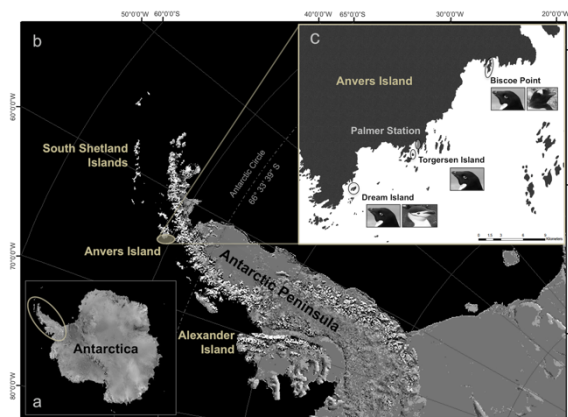 50°0'0"W
60°0'0"S
40°0'0"W
65°0'0"S
30°0'0"W
20°0'0"W
b
c
Anvers Island
Biscoe Point
Palmer Station
Torgersen Island
Dream Island
60°0'0"W
South Shetland
Islands
Antarctic Circle
66° 33' 39" S
Anvers Island
70°0'0"W
Antarctic Peninsula
Alexander
Island
Antarctica
a
80°0'0"W